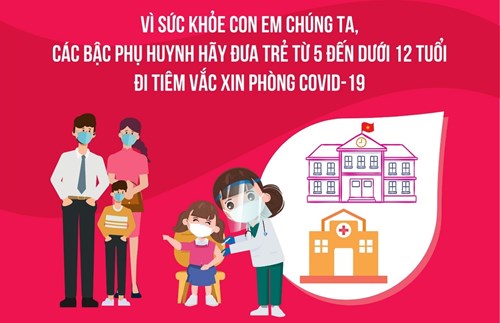 VÌ SỨC KHỎE CON EM CHÚNG TA,
CÁC BẬC PHỤ HUYNH HÃY ĐƯA TRẺ TỪ 5 ĐẾN DƯỚI 12 TUỔI
ĐI TIÊM VẮC XIN PHÒNG COVID-19